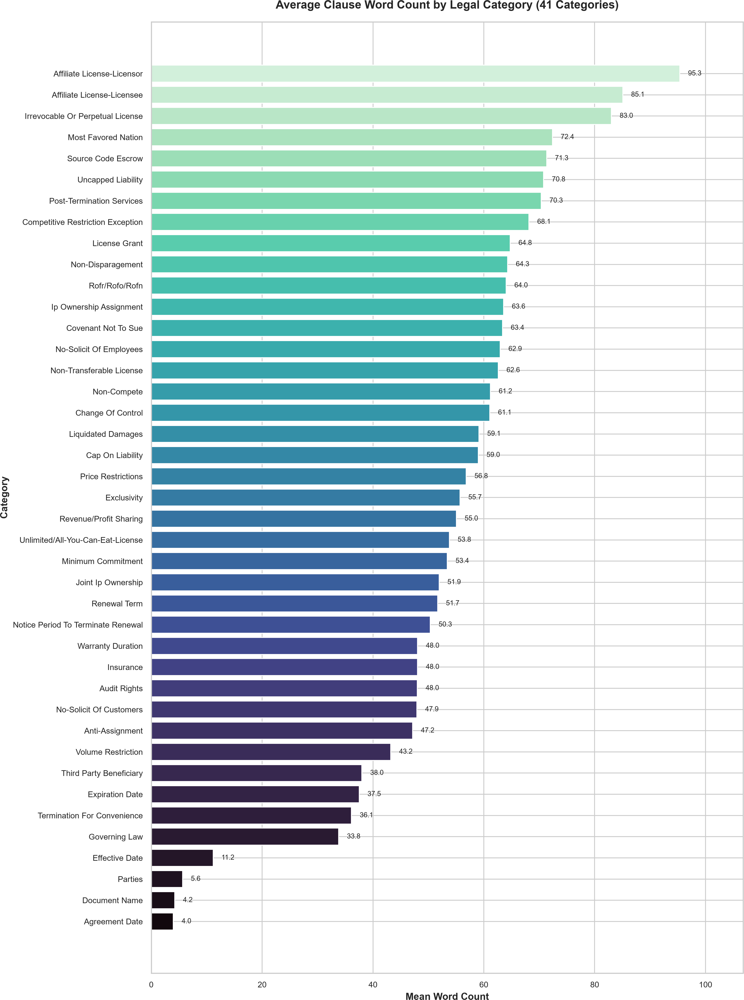 Average Clause Word Count by Legal Category (41 Categories)
Affiliate License-Licensor 95.3
Affiliate License-Licensee 85.1
Irrevocable Or Perpetual License 83.0
Most Favored Nation 72.4
Source Code Escrow 71.3
Uncapped Liability 70.8
Post-Termination Services 70.3
Competitive Restriction Exception 68.1
License Grant 64.8
Non-Disparagement 64.3
Rofr/Rofo/Rofn 64.0
Ip Ownership Assignment 63.6
Covenant Not To Sue 63.4
No-Solicit Of Employees 62.9
Non-Transferable License 62.6
Non-Compete 61.2
Change Of Control 61.1
Liquidated Damages 59.1
Cap On Liability 59.0
Price Restrictions 56.8
Exclusivity 55.7
Revenue/Profit Sharing 55.0
Unlimited/All-You-Can-Eat-License 53.8
Minimum Commitment 53.4
Joint Ip Ownership 51.9
Renewal Term 51.7
Notice Period To Terminate Renewal 50.3
Warranty Duration 48.0
Insurance 48.0
Audit Rights 48.0
No-Solicit Of Customers 47.9
Anti-Assignment 47.2
Volume Restriction 43.2
Third Party Beneficiary 38.0
Expiration Date 37.5
Termination For Convenience 36.1
Governing Law 33.8
Effective Date 11.2
Parties 5.6
Document Name 4.2
Agreement Date 4.0
Category
0 20 40 60 80 100
Mean Word Count